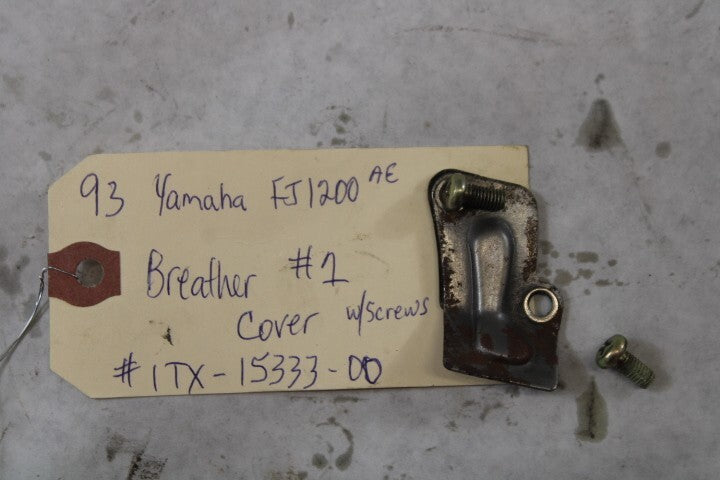 93 Yamaha FJ1200 AE
Breather #1
Cover w/screws
#1TX-15333-00